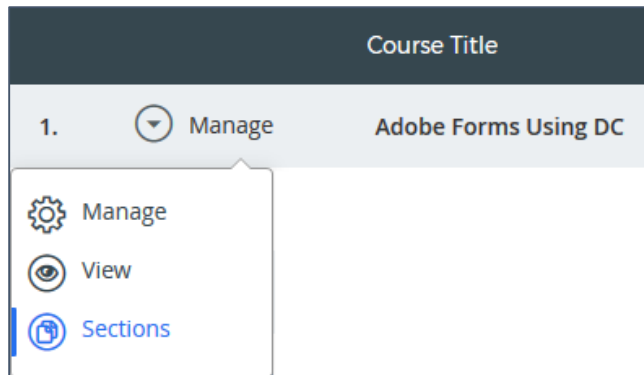 Course Title
1. Manage Adobe Forms Using DC
Manage
View
Sections